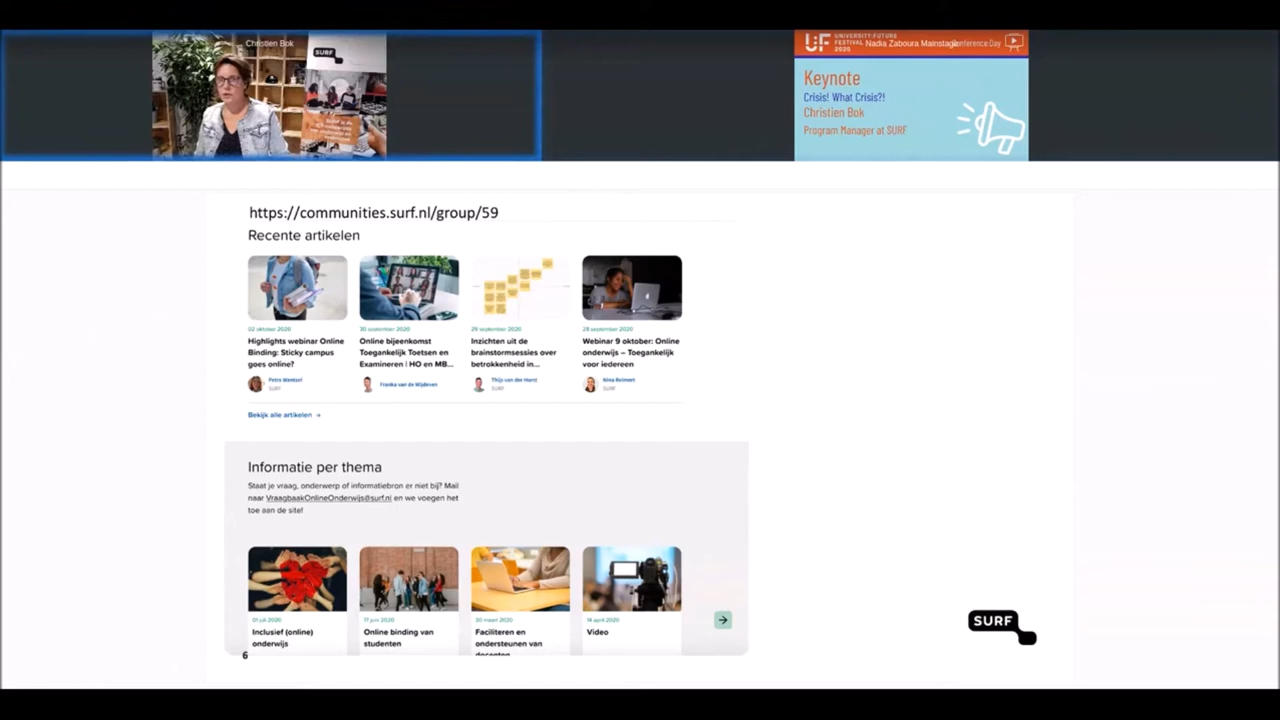 Christien Bok
SURF
UNIVERSITY:FUTURE
FESTIVAL
2025
Nadia Zaboura Mainstage
Conference Day
Keynote
Crisis! What Crisis?!
Christien Bok
Program Manager at SURF
https://communities.surf.nl/group/59
Recente artikelen
02 oktober 2020
Highlights webinar Online
Binding: Sticky campus
goes online?
Petra Wentzel
SURF
30 september 2020
Online bijeenkomst
Toegankelijk Toetsen en
Examineren | HO en MB...
Franka van de Wijdeven
29 september 2020
Inzichten uit de
brainstormsessies over
betrokkenheid in...
Thijs van der Horst
SURF
28 september 2020
Webinar 9 oktober: Online
onderwijs – Toegankelijk
voor iedereen
Nina Reimert
SURF
Bekijk alle artikelen →
Informatie per thema
Staat je vraag, onderwerp of informatiebron er niet bij? Mail
naar VraagbaakOnlineOnderwijs@surf.nl en we voegen het
toe aan de site!
01 juli 2020
Inclusief (online)
onderwijs
17 juni 2020
Online binding van
studenten
30 maart 2020
Faciliteren en
ondersteunen van
docenten
14 april 2020
Video
6
SURF